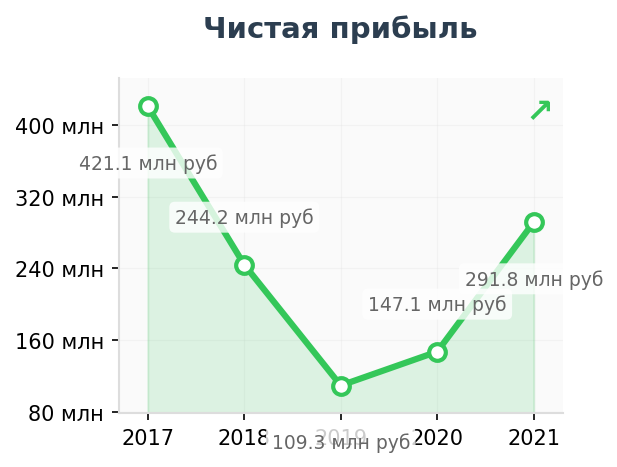 Чистая прибыль
400 млн
421.1 млн руб
320 млн
244.2 млн руб
240 млн
291.8 млн руб
147.1 млн руб
160 млн
80 млн
2017 2018 2019 2020 2021
109.3 млн руб